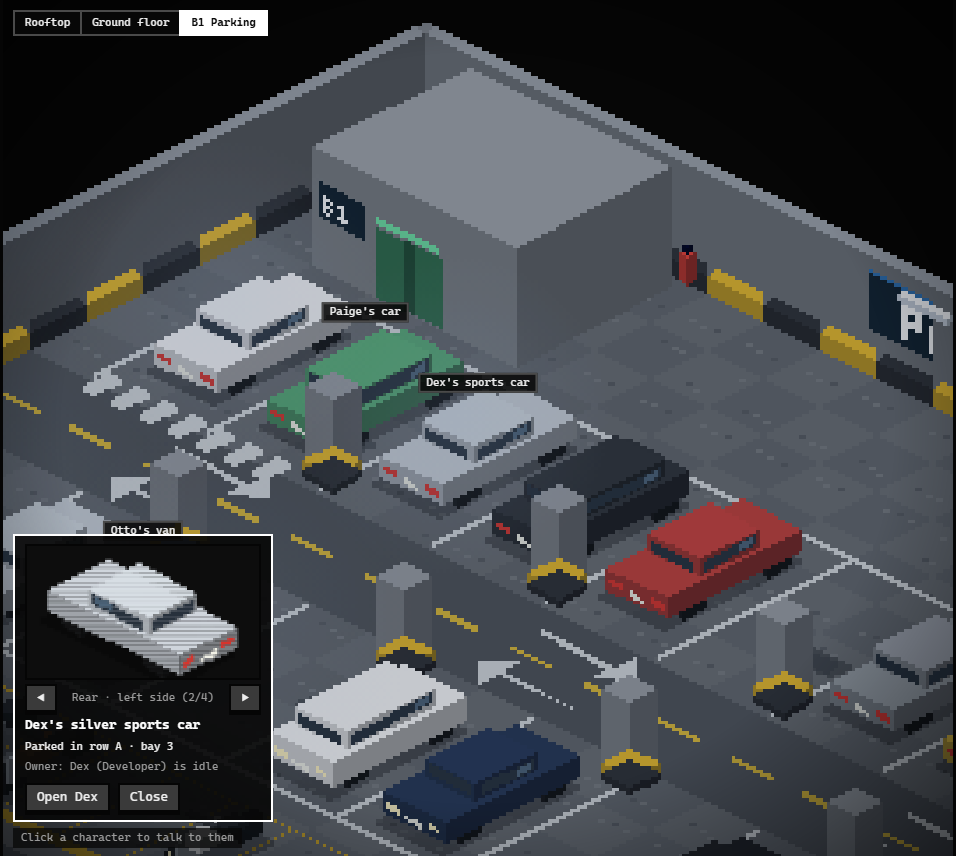 Rooftop Ground floor B1 Parking
B1
Paige's car
Dex's sports car
Otto's van
◄ Rear · left side (2/4) ►
Dex's silver sports car
Parked in row A · bay 3
Owner: Dex (Developer) is idle
Open Dex Close
Click a character to talk to them